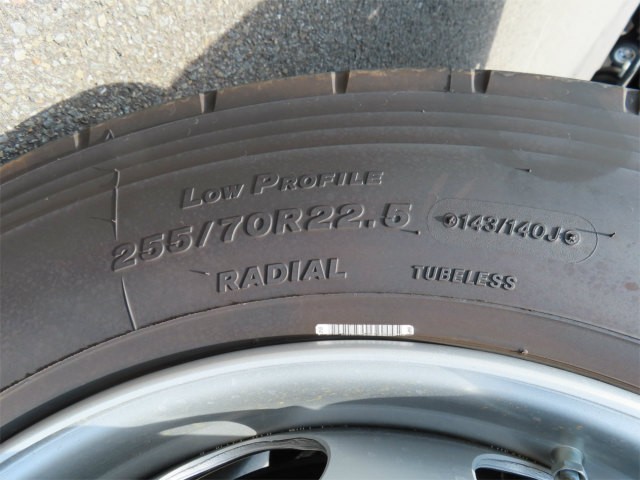 LOW PROFILE
255/70R22.5 143/140J
RADIAL TUBELESS